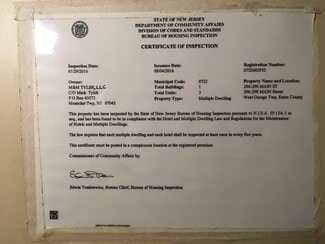 STATE OF NEW JERSEY
DEPARTMENT OF COMMUNITY AFFAIRS
DIVISION OF CODES AND STANDARDS
BUREAU OF HOUSING INSPECTION
CERTIFICATE OF INSPECTION
Inspection Date: Issuance Date: Registration Number:
01/29/2016 08/04/2016
Owner: Municipal Code: 0722 Property Name and Location:
M&M TYLER, LLC Total Buildings: 1 296-298 MAIN ST
C/O Mark Tyleh Total Units: 3 296-298 MAIN STREET
P O BOX 43072 Property Type: Multiple Dwelling West Orange Twp, Essex County
Montclair Twp, NJ 07043
This property has been inspected by the State of New Jersey Bureau of Housing Inspection pursuant to N.J.S.A. 55:13A-1 et
seq. and has been found to be in compliance with the Hotel and Multiple Dwelling Law and Regulations for the Maintenance
of Hotels and Multiple Dwellings.
The law requires that each multiple dwelling and each hotel shall be inspected at least once in every five years.
This certificate must be posted in a conspicuous location at the registered premises.
Commissioner of Community Affairs by:
Edwin Tomkiewicz, Bureau Chief, Bureau of Housing Inspection